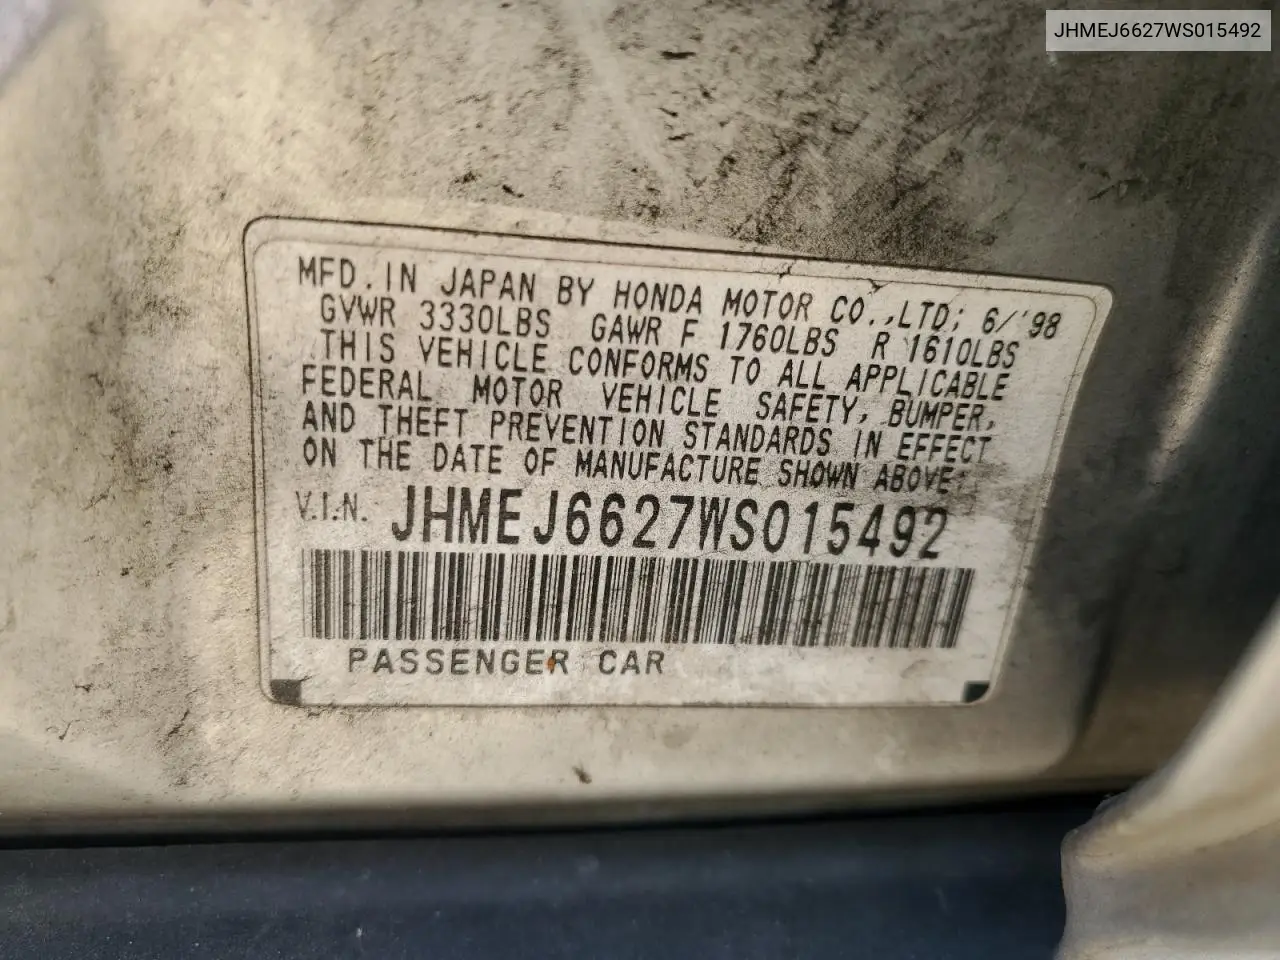 JHMEJ6627WS015492
MFD. IN JAPAN BY HONDA MOTOR CO.,LTD; 6/'98
GVWR 3330LBS GAWR F 1760LBS R 1610LBS
THIS VEHICLE CONFORMS TO ALL APPLICABLE
FEDERAL MOTOR VEHICLE SAFETY, BUMPER,
AND THEFT PREVENTION STANDARDS IN EFFECT
ON THE DATE OF MANUFACTURE SHOWN ABOVE.
V.I.N. JHMEJ6627WS015492
PASSENGER CAR